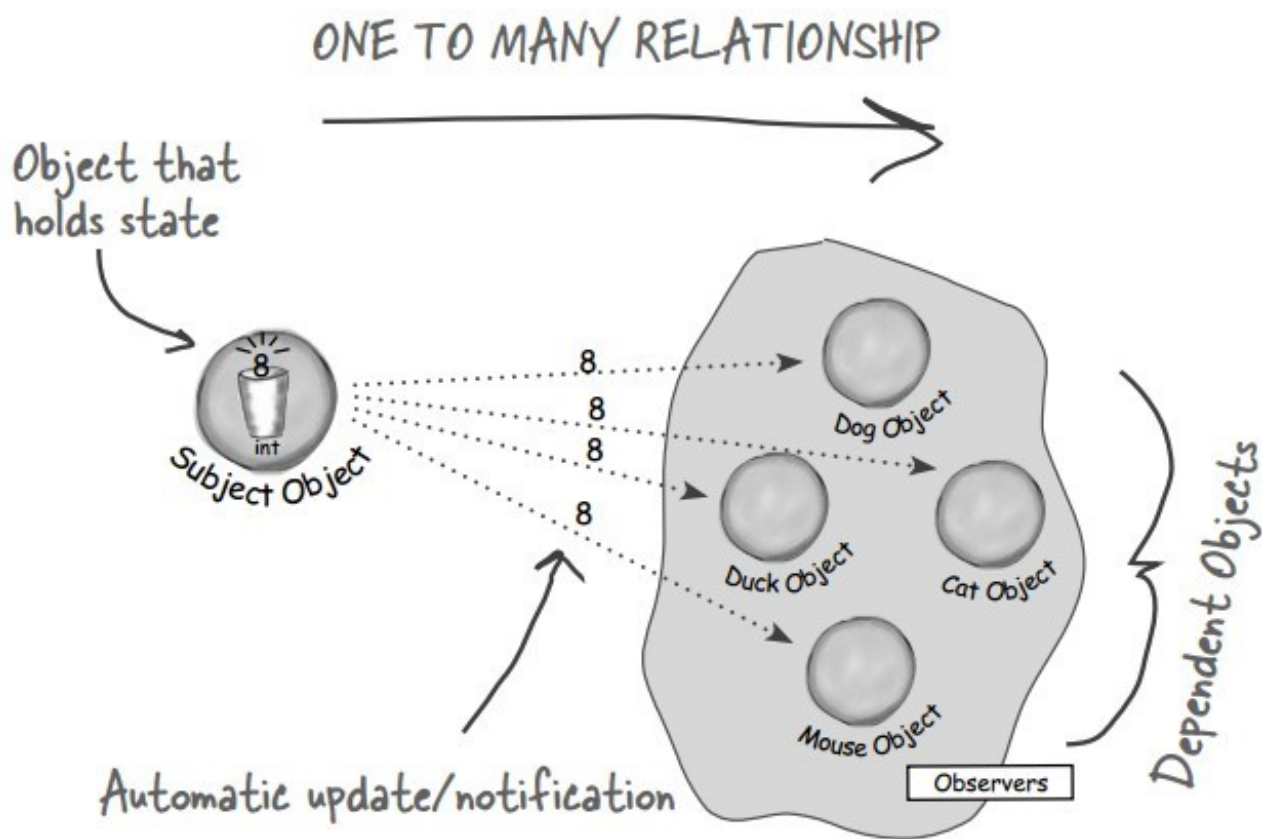 ONE TO MANY RELATIONSHIP
Object that
holds state
8
int
Subject Object
8
8
8
8
Dog Object
Duck Object
Cat Object
Mouse Object
Observers
Dependent Objects
Automatic update/notification